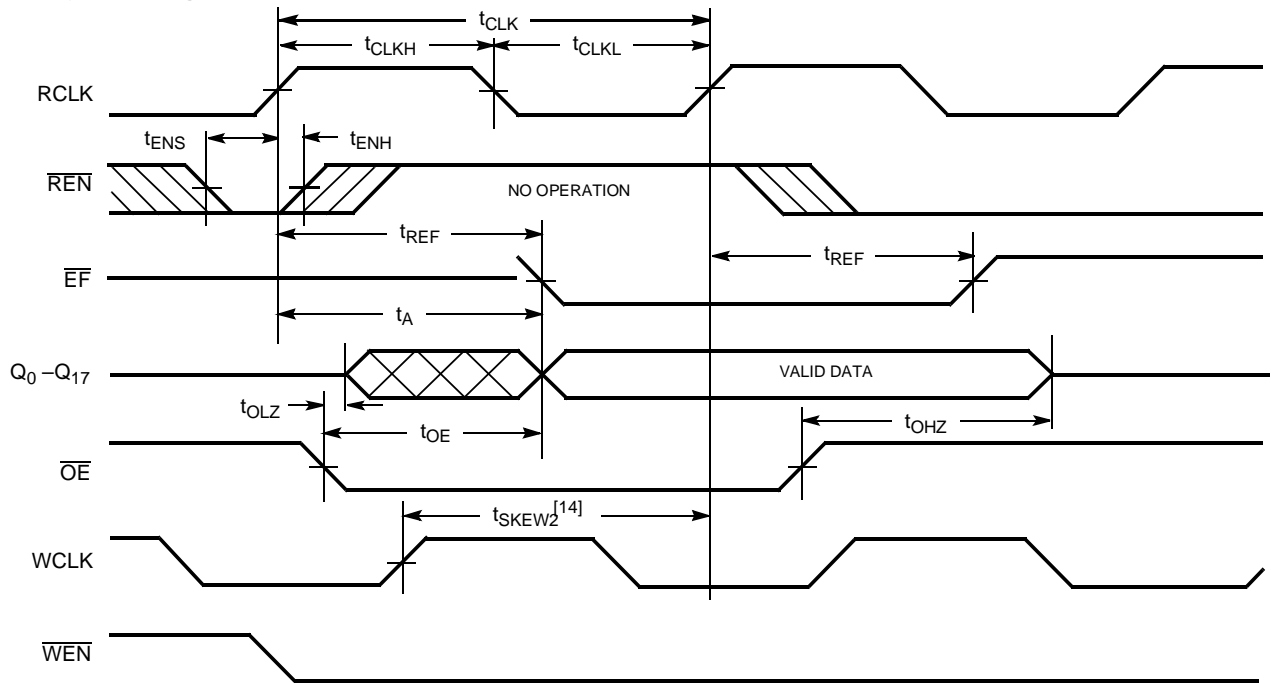 tCLK
tCLKH tCLKL
RCLK
tENS tENH
REN NO OPERATION
tREF
tREF
EF
tA
Q0 –Q17 VALID DATA
tOLZ
tOE tOHZ
OE
tSKEW2[14]
WCLK
WEN